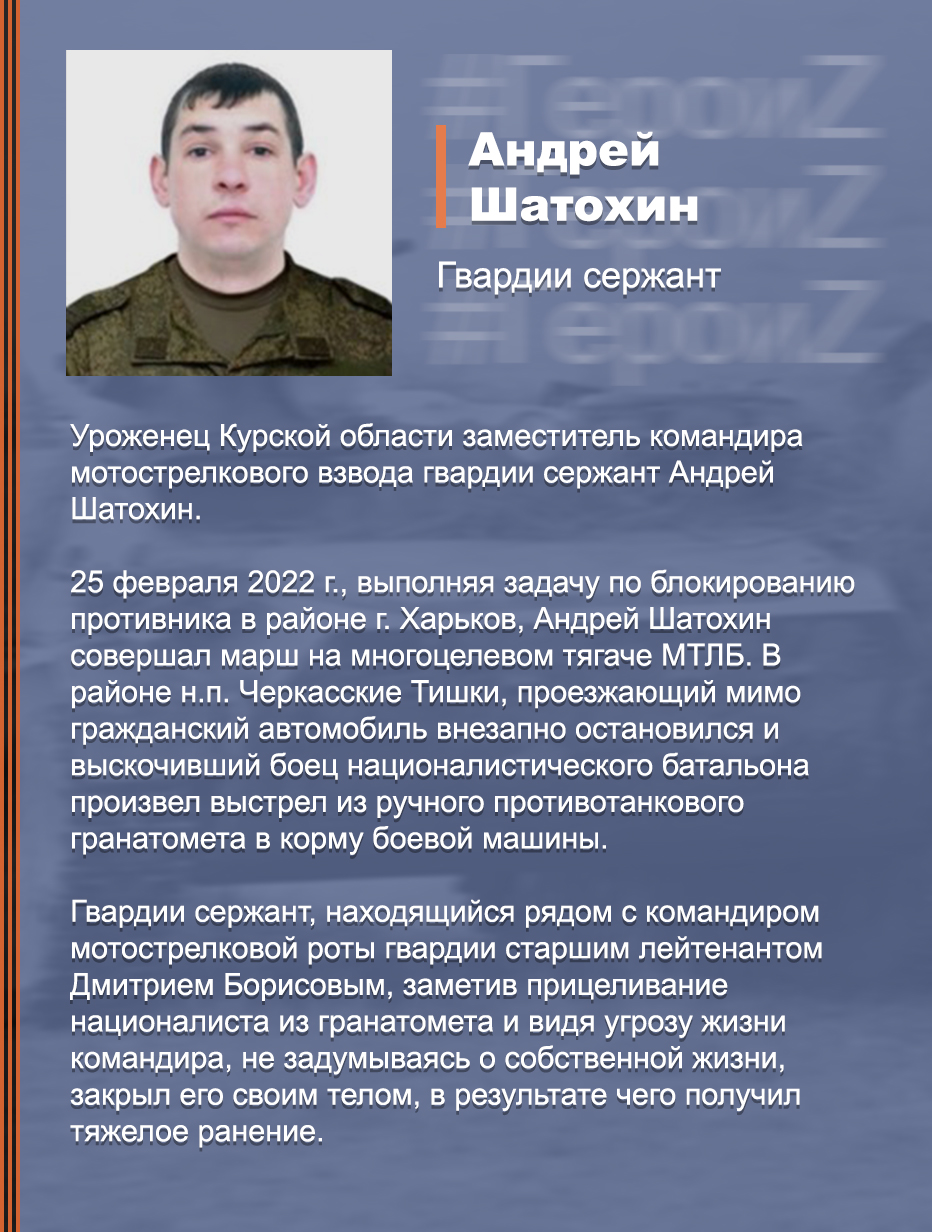 #ГероиZ
Андрей
#ГероиZ
Шатохин
Гвардии сержант
#ГероиZ
Уроженец Курской области заместитель командира
мотострелкового взвода гвардии сержант Андрей
Шатохин.
25 февраля 2022 г., выполняя задачу по блокированию
противника в районе г. Харьков, Андрей Шатохин
совершал марш на многоцелевом тягаче МТЛБ. В
районе н.п. Черкасские Тишки, проезжающий мимо
гражданский автомобиль внезапно остановился и
выскочивший боец националистического батальона
произвел выстрел из ручного противотанкового
гранатомета в корму боевой машины.
Гвардии сержант, находящийся рядом с командиром
мотострелковой роты гвардии старшим лейтенантом
Дмитрием Борисовым, заметив прицеливание
националиста из гранатомета и видя угрозу жизни
командира, не задумываясь о собственной жизни,
закрыл его своим телом, в результате чего получил
тяжелое ранение.